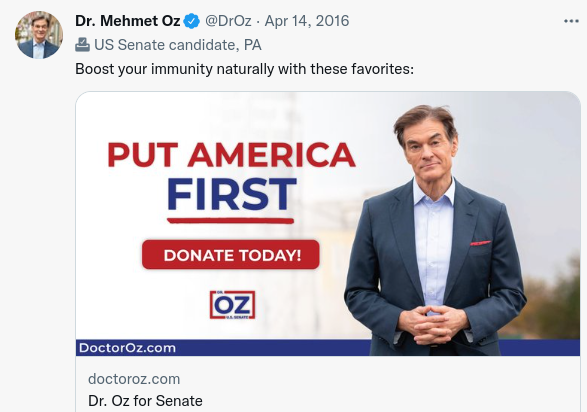 Dr. Mehmet Oz @DrOz · Apr 14, 2016
US Senate candidate, PA
Boost your immunity naturally with these favorites:
PUT AMERICA
FIRST
DONATE TODAY!
DR.
OZ
U.S. SENATE
DoctorOz.com
doctoroz.com
Dr. Oz for Senate